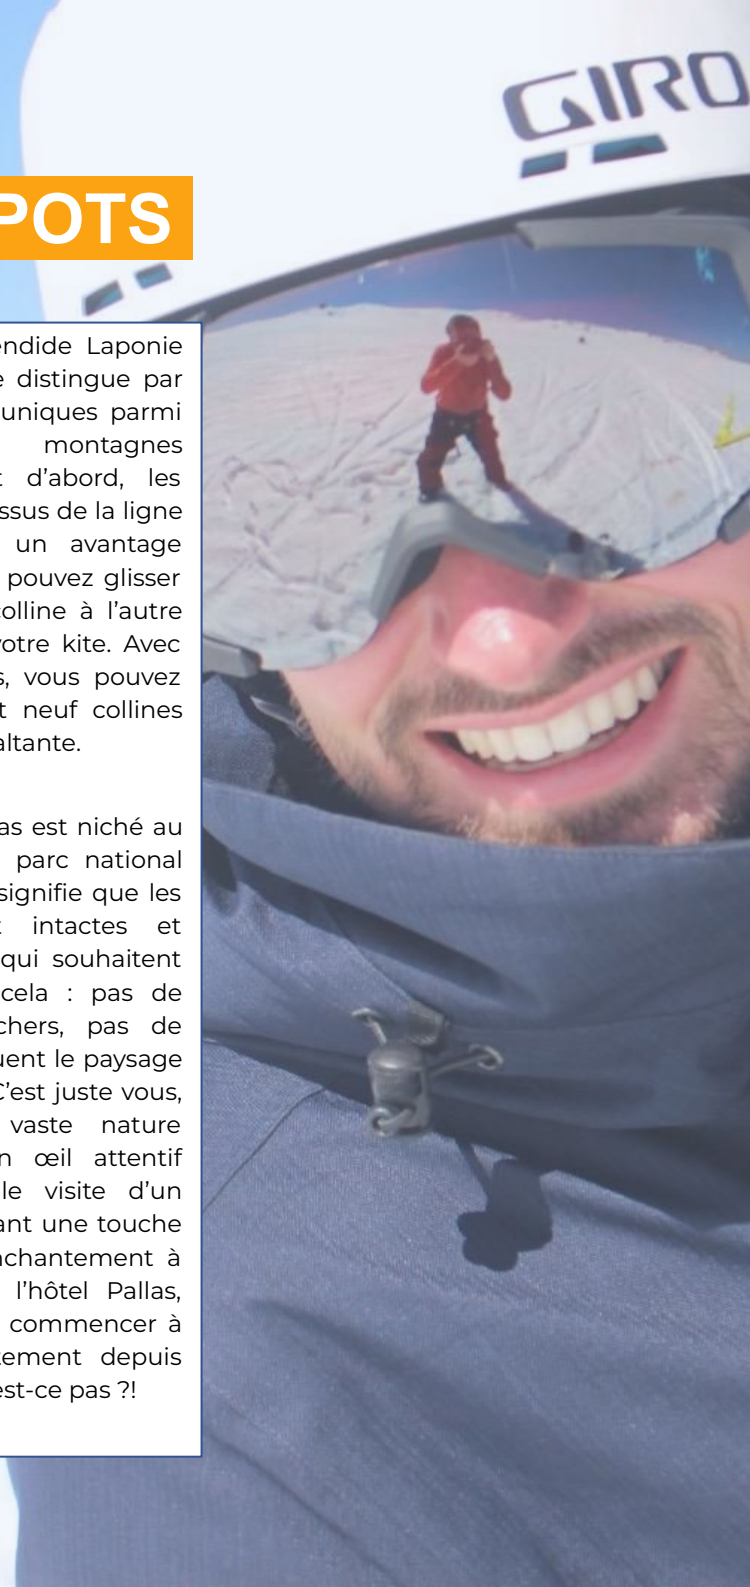 GIRO
POTS
endide Laponie
e distingue par
uniques parmi
montagnes
t d’abord, les
ssus de la ligne
un avantage
pouvez glisser
olline à l’autre
otre kite. Avec
s, vous pouvez
t neuf collines
altante.
as est niché au
parc national
signifie que les
t intactes et
qui souhaitent
cela : pas de
chers, pas de
uent le paysage
C’est juste vous,
vaste nature
n œil attentif
le visite d’un
ant une touche
nchantement à
l’hôtel Pallas,
commencer à
tement depuis
est-ce pas ?!